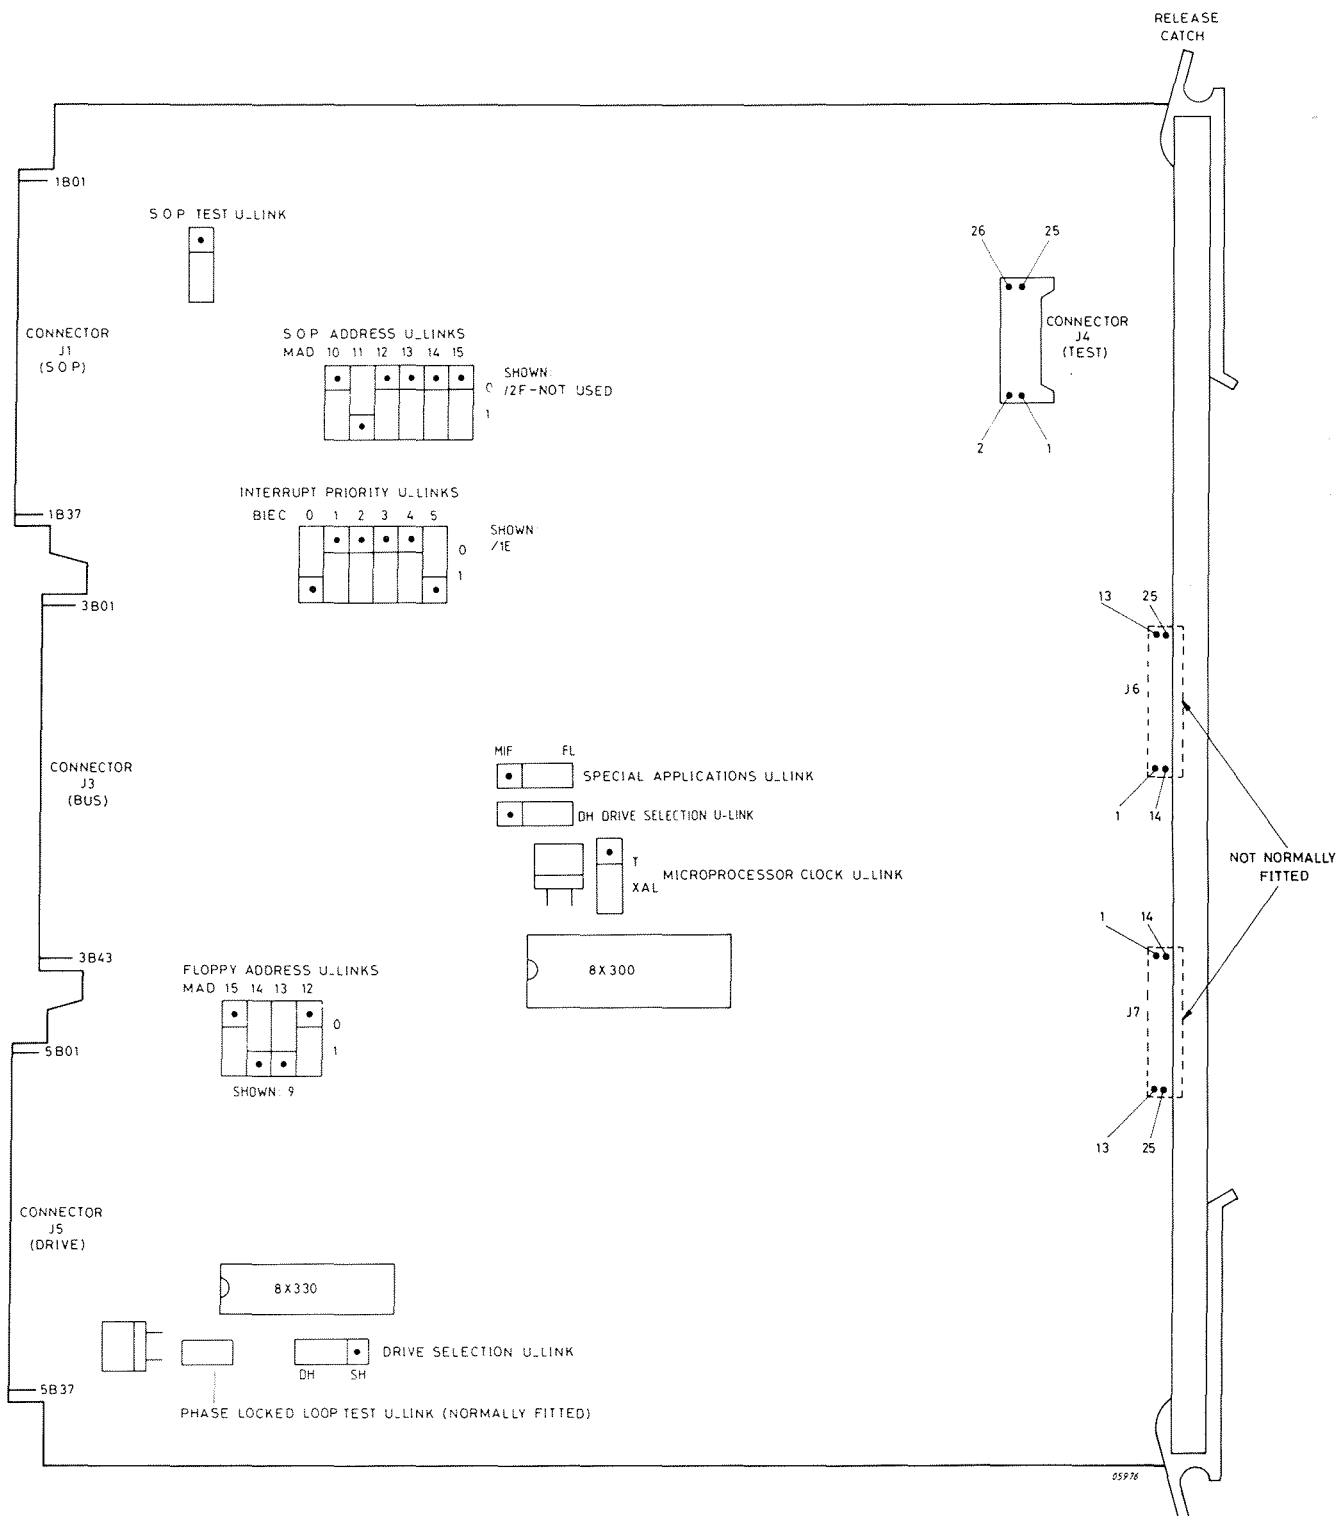 RELEASE
CATCH
1B01
S O P TEST U_LINK
26 25
CONNECTOR
J1
(S O P)
S O P ADDRESS U_LINKS
MAD 10 11 12 13 14 15
0
1
SHOWN:
/2F-NOT USED
CONNECTOR
J4
(TEST)
2 1
INTERRUPT PRIORITY U_LINKS
BIEC 0 1 2 3 4 5
0
1
SHOWN:
/1E
1B37
3B01
13 25
J6
1 14
CONNECTOR
J3
(BUS)
MIF FL
SPECIAL APPLICATIONS U_LINK
DH DRIVE SELECTION U-LINK
T
XAL
MICROPROCESSOR CLOCK U_LINK
NOT NORMALLY
FITTED
8X300
1 14
J7
13 25
3B43
FLOPPY ADDRESS U_LINKS
MAD 15 14 13 12
0
1
SHOWN: 9
5B01
CONNECTOR
J5
(DRIVE)
8X330
DRIVE SELECTION U_LINK
DH SH
5B37
PHASE LOCKED LOOP TEST U_LINK (NORMALLY FITTED)
05976